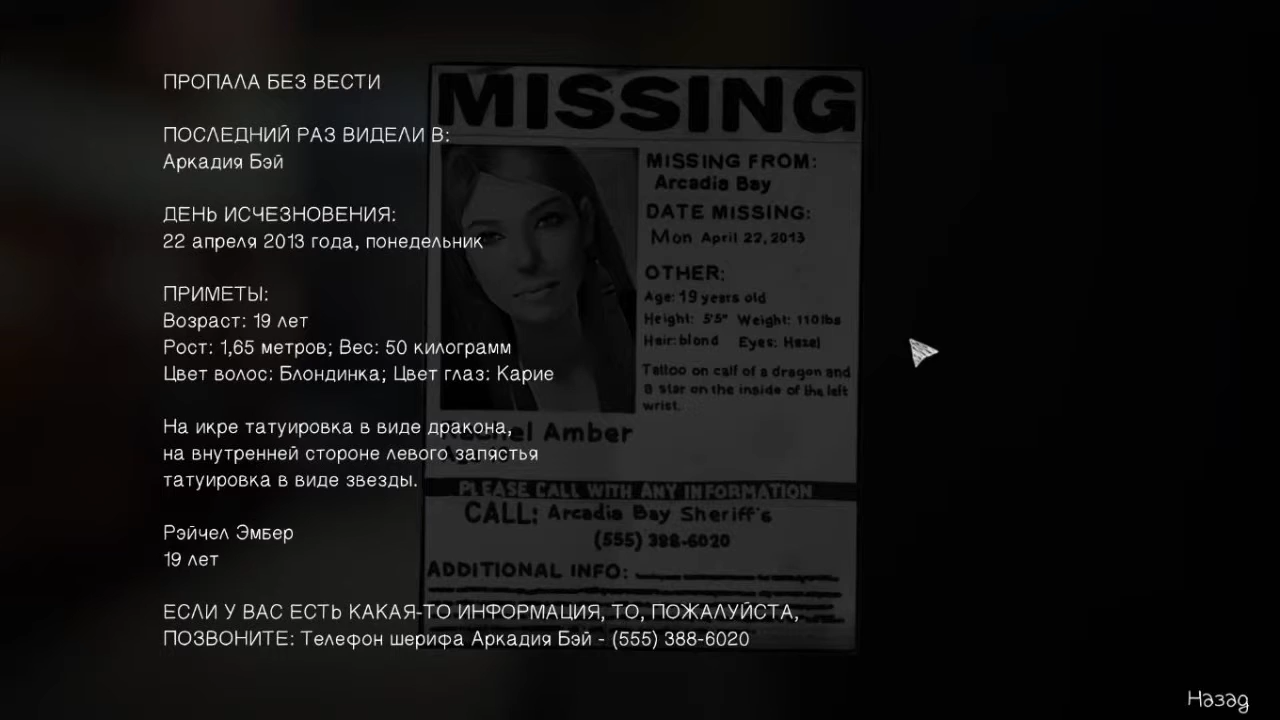 ПРОПАЛА БЕЗ ВЕСТИ
ПОСЛЕДНИЙ РАЗ ВИДЕЛИ В:
Аркадия Бэй
ДЕНЬ ИСЧЕЗНОВЕНИЯ:
22 апреля 2013 года, понедельник
ПРИМЕТЫ:
Возраст: 19 лет
Рост: 1,65 метров; Вес: 50 килограмм
Цвет волос: Блондинка; Цвет глаз: Карие
На икре татуировка в виде дракона,
на внутренней стороне левого запястья
татуировка в виде звезды.
Рэйчел Эмбер
19 лет
ЕСЛИ У ВАС ЕСТЬ КАКАЯ-ТО ИНФОРМАЦИЯ, ТО, ПОЖАЛУЙСТА,
ПОЗВОНИТЕ: Телефон шерифа Аркадия Бэй - (555) 388-6020
MISSING
MISSING FROM:
Arcadia Bay
DATE MISSING:
Mon April 22, 2013
OTHER:
Age: 19 years old
Height: 5'5" Weight: 110lbs
Hair: blond Eyes: Hazel
Tattoo on calf of a dragon and
a star on the inside of the left
wrist.
Amber
PLEASE CALL WITH ANY INFORMATION
CALL: Arcadia Bay Sheriff's
(555) 388-6020
ADDITIONAL INFO:
Назад